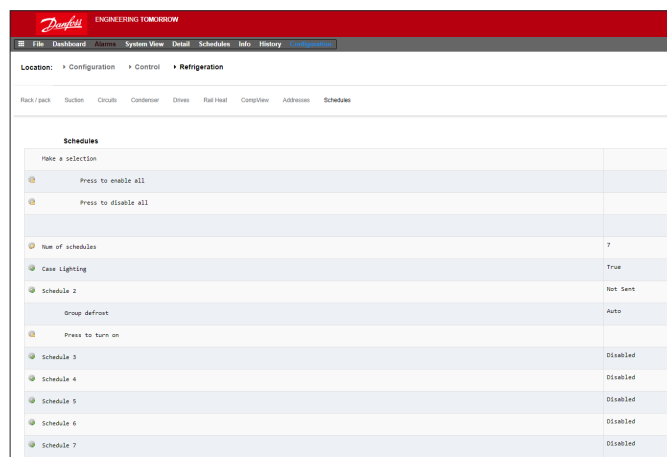 Danfoss ENGINEERING TOMORROW
File Dashboard Alarms System View Detail Schedules Info History Configuration
Location: Configuration Control Refrigeration
Rack / pack Suction Circuits Condenser Drives Rail Heat CompView Addresses Schedules
Schedules
Make a selection
Press to enable all
Press to disable all
Num of schedules 7
Case Lighting True
Schedule 2 Not Sent
Group defrost Auto
Press to turn on
Schedule 3 Disabled
Schedule 4 Disabled
Schedule 5 Disabled
Schedule 6 Disabled
Schedule 7 Disabled